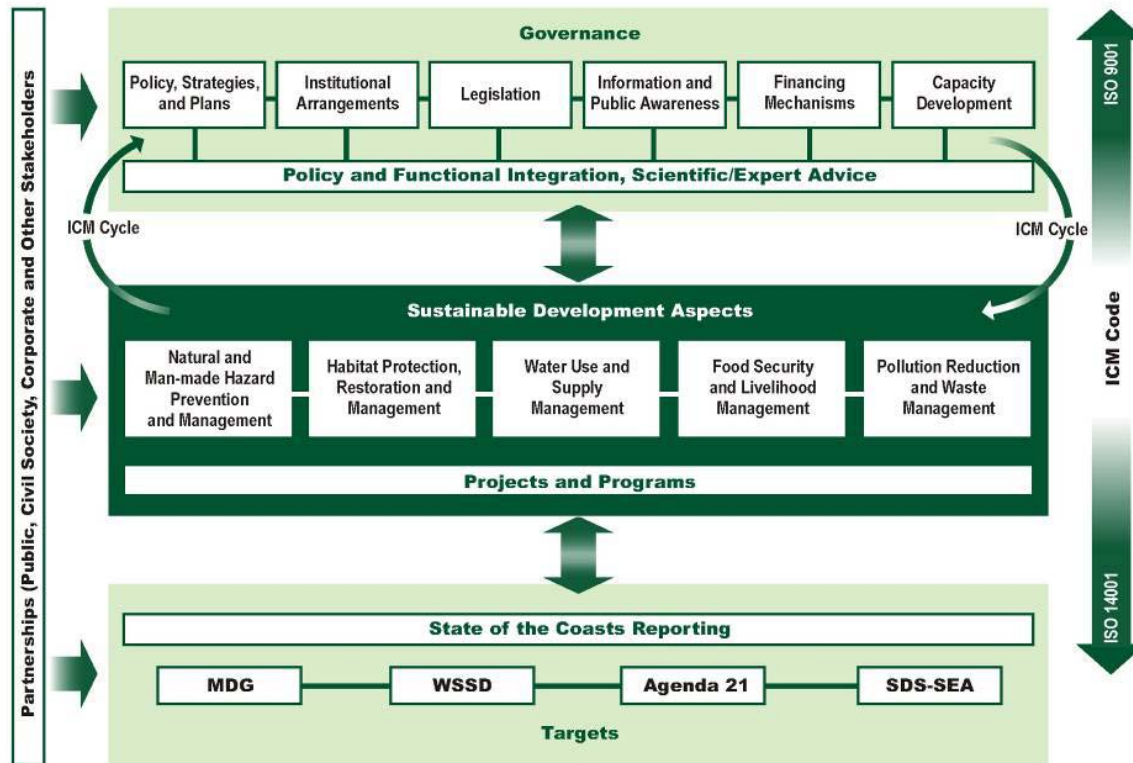 Partnerships (Public, Civil Society, Corporate and Other Stakeholders
Governance
Policy, Strategies,
and Plans
Institutional
Arrangements
Legislation
Information and
Public Awareness
Financing
Mechanisms
Capacity
Development
Policy and Functional Integration, Scientific/Expert Advice
ICM Cycle
ICM Cycle
Sustainable Development Aspects
Natural and
Man-made Hazard
Prevention
and Management
Habitat Protection,
Restoration and
Management
Water Use and
Supply
Management
Food Security
and Livelihood
Management
Pollution Reduction
and Waste
Management
Projects and Programs
State of the Coasts Reporting
MDG
WSSD
Agenda 21
SDS-SEA
Targets
ISO 9001
ICM Code
ISO 14001